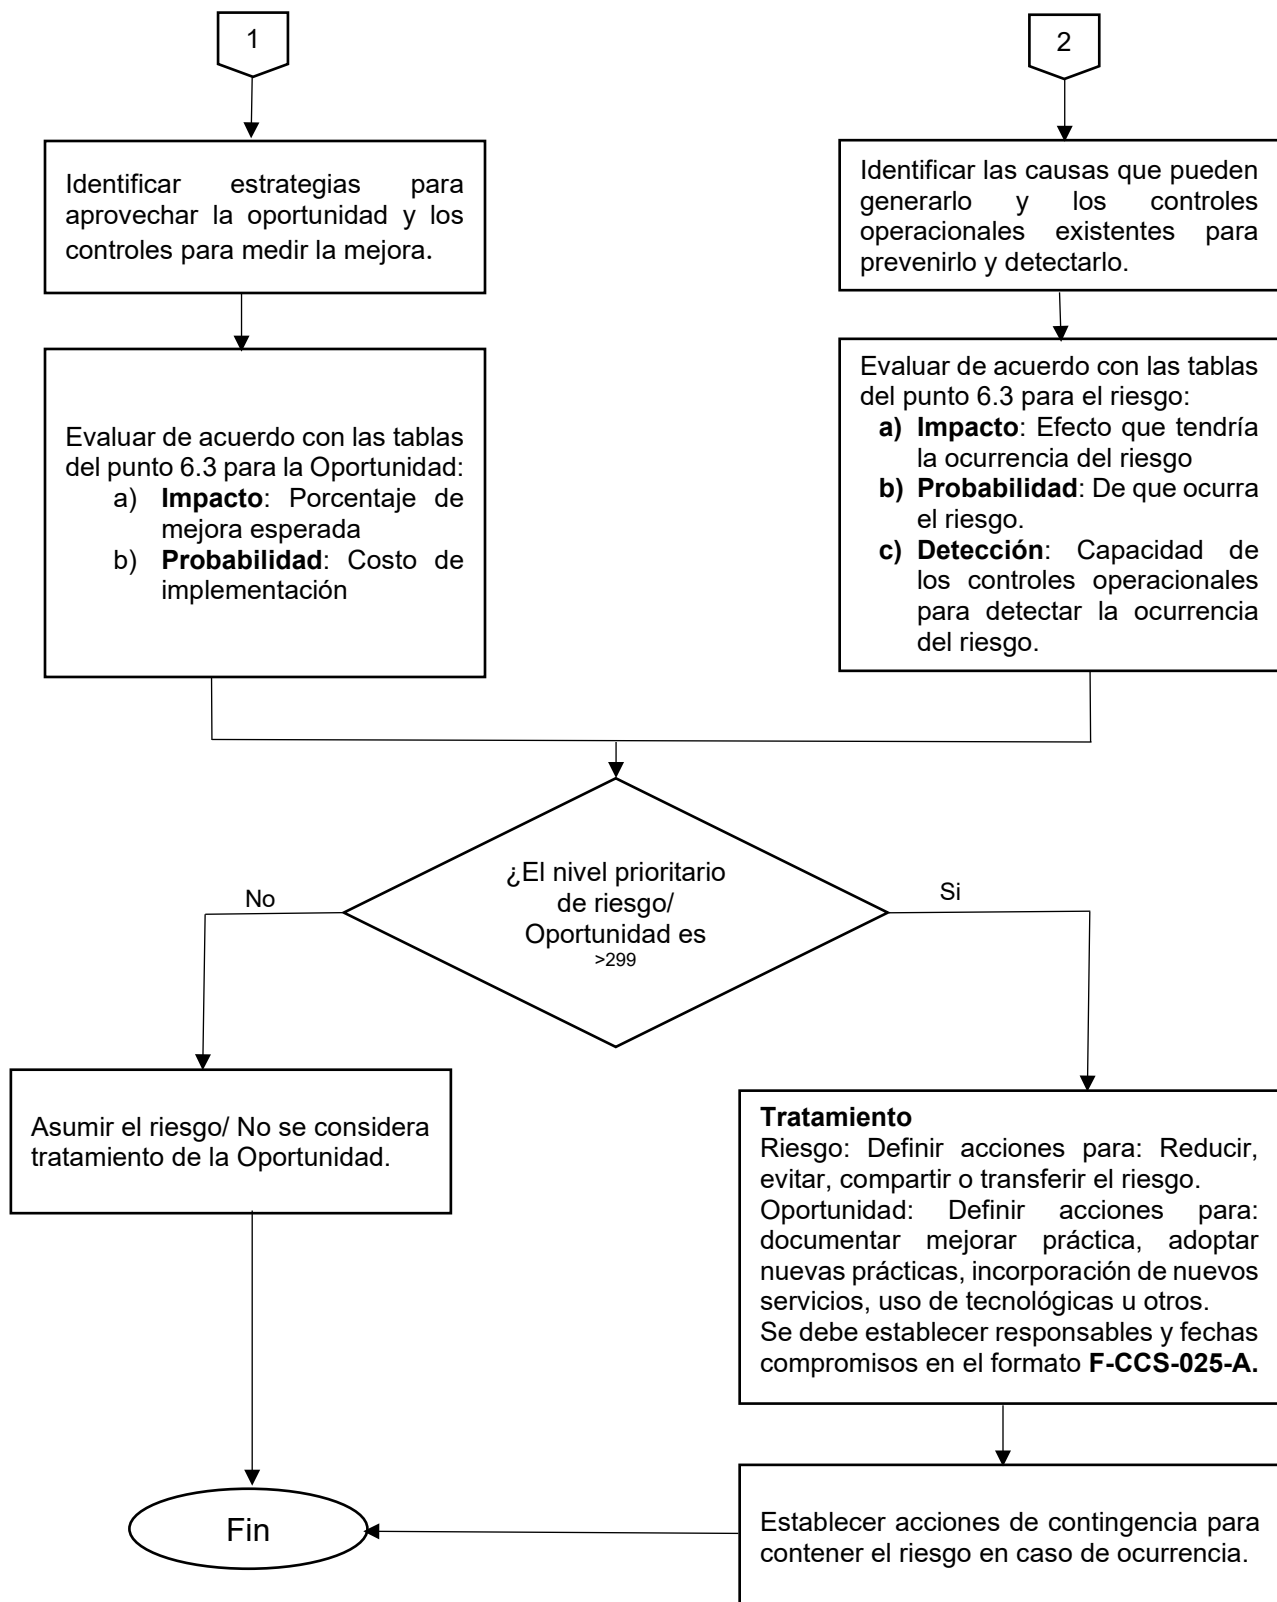 1
2
Identificar estrategias para
aprovechar la oportunidad y los
controles para medir la mejora.
Identificar las causas que pueden
generarlo y los controles
operacionales existentes para
prevenirlo y detectarlo.
Evaluar de acuerdo con las tablas
del punto 6.3 para la Oportunidad:
a) Impacto: Porcentaje de
mejora esperada
b) Probabilidad: Costo de
implementación
Evaluar de acuerdo con las tablas
del punto 6.3 para el riesgo:
a) Impacto: Efecto que tendría
la ocurrencia del riesgo
b) Probabilidad: De que ocurra
el riesgo.
c) Detección: Capacidad de
los controles operacionales
para detectar la ocurrencia
del riesgo.
¿El nivel prioritario
de riesgo/
Oportunidad es
>299
No
Si
Asumir el riesgo/ No se considera
tratamiento de la Oportunidad.
Tratamiento
Riesgo: Definir acciones para: Reducir,
evitar, compartir o transferir el riesgo.
Oportunidad: Definir acciones para:
documentar mejorar práctica, adoptar
nuevas prácticas, incorporación de nuevos
servicios, uso de tecnológicas u otros.
Se debe establecer responsables y fechas
compromisos en el formato F-CCS-025-A.
Fin
Establecer acciones de contingencia para
contener el riesgo en caso de ocurrencia.